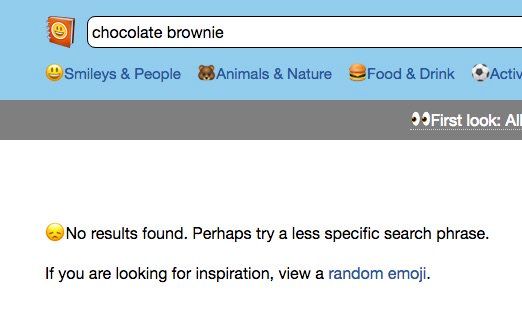 chocolate brownie
😃Smileys & People 🐻Animals & Nature 🍔Food & Drink ⚽Activ
👀First look: All
😞No results found. Perhaps try a less specific search phrase.
If you are looking for inspiration, view a random emoji.